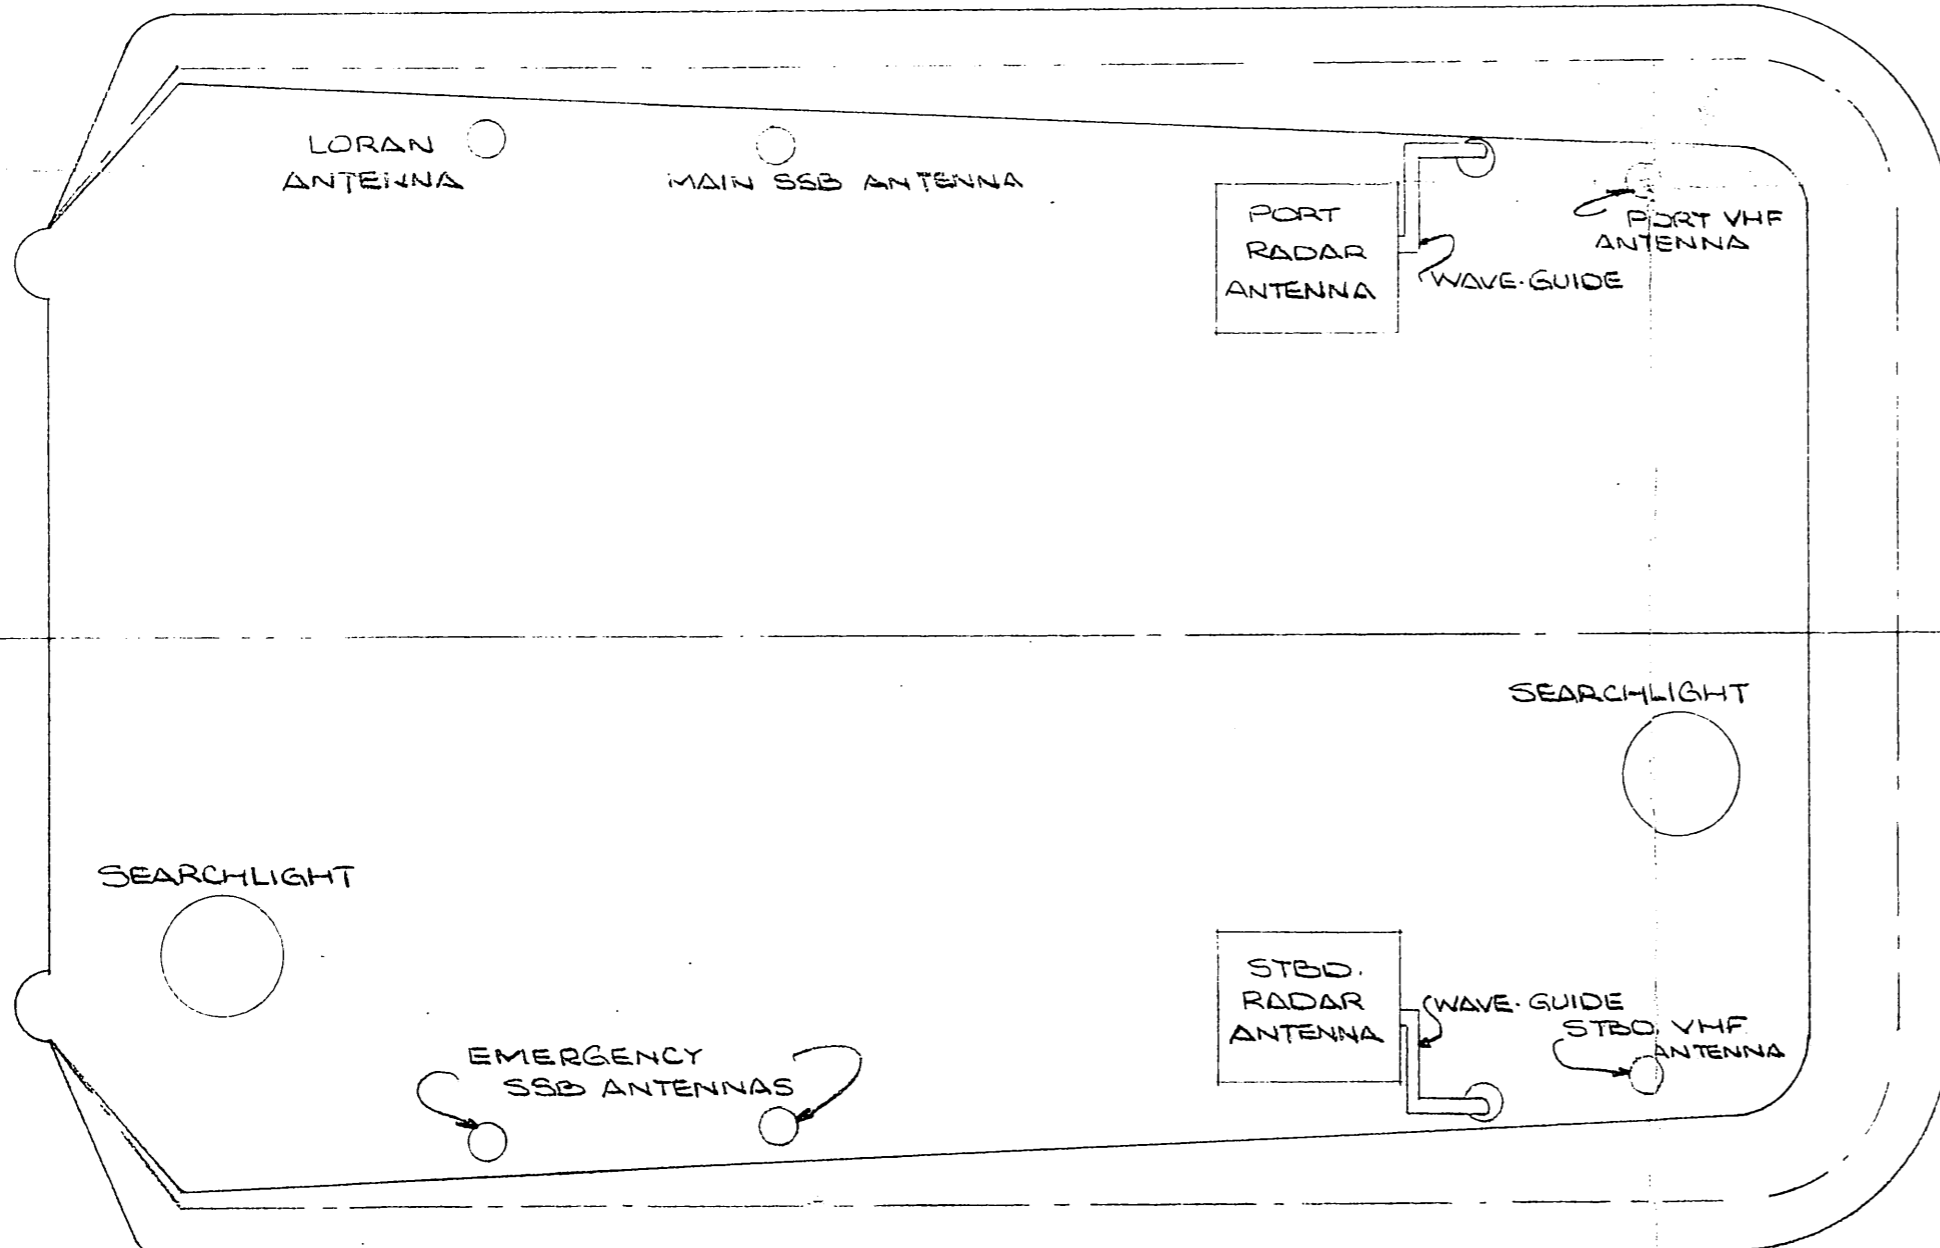 LORAN
ANTENNA
MAIN SSB ANTENNA
PORT
RADAR
ANTENNA
WAVE-GUIDE
PORT VHF
ANTENNA
SEARCHLIGHT
SEARCHLIGHT
STBD.
RADAR
ANTENNA
WAVE-GUIDE
STBD. VHF
ANTENNA
EMERGENCY
SSB ANTENNAS